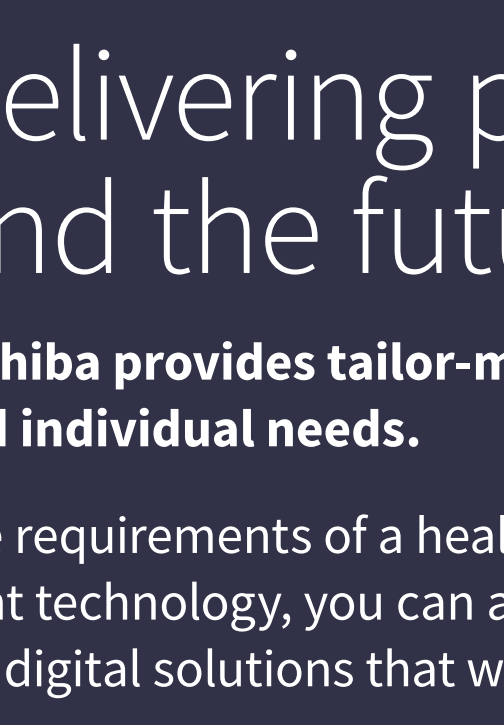 elivering p
nd the futu
hiba provides tailor-m
d individual needs.
e requirements of a heal
nt technology, you can a
digital solutions that w